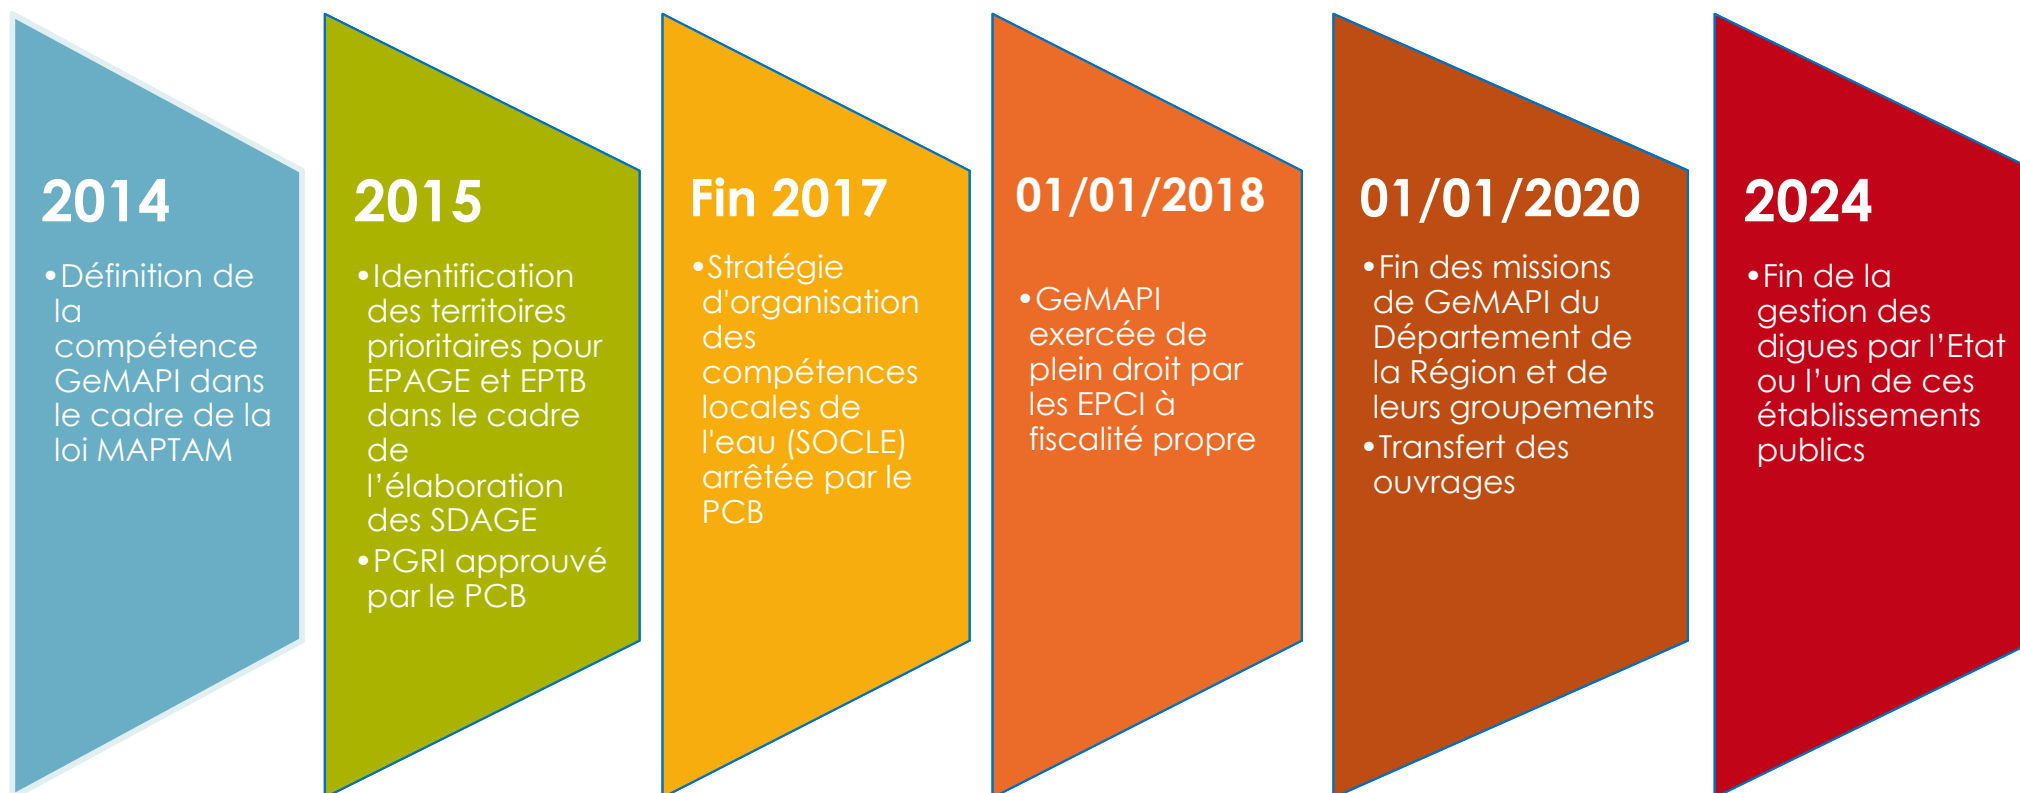 2014
•Définition de
la
compétence
GeMAPI dans
le cadre de la
loi MAPTAM
2015
•Identification
des territoires
prioritaires pour
EPAGE et EPTB
dans le cadre
de
l’élaboration
des SDAGE
•PGRI approuvé
par le PCB
Fin 2017
•Stratégie
d'organisation
des
compétences
locales de
l'eau (SOCLE)
arrêtée par le
PCB
01/01/2018
•GeMAPI
exercée de
plein droit par
les EPCI à
fiscalité propre
01/01/2020
•Fin des missions
de GeMAPI du
Département de
la Région et de
leurs groupements
•Transfert des
ouvrages
2024
•Fin de la
gestion des
digues par l’Etat
ou l’un de ces
établissements
publics